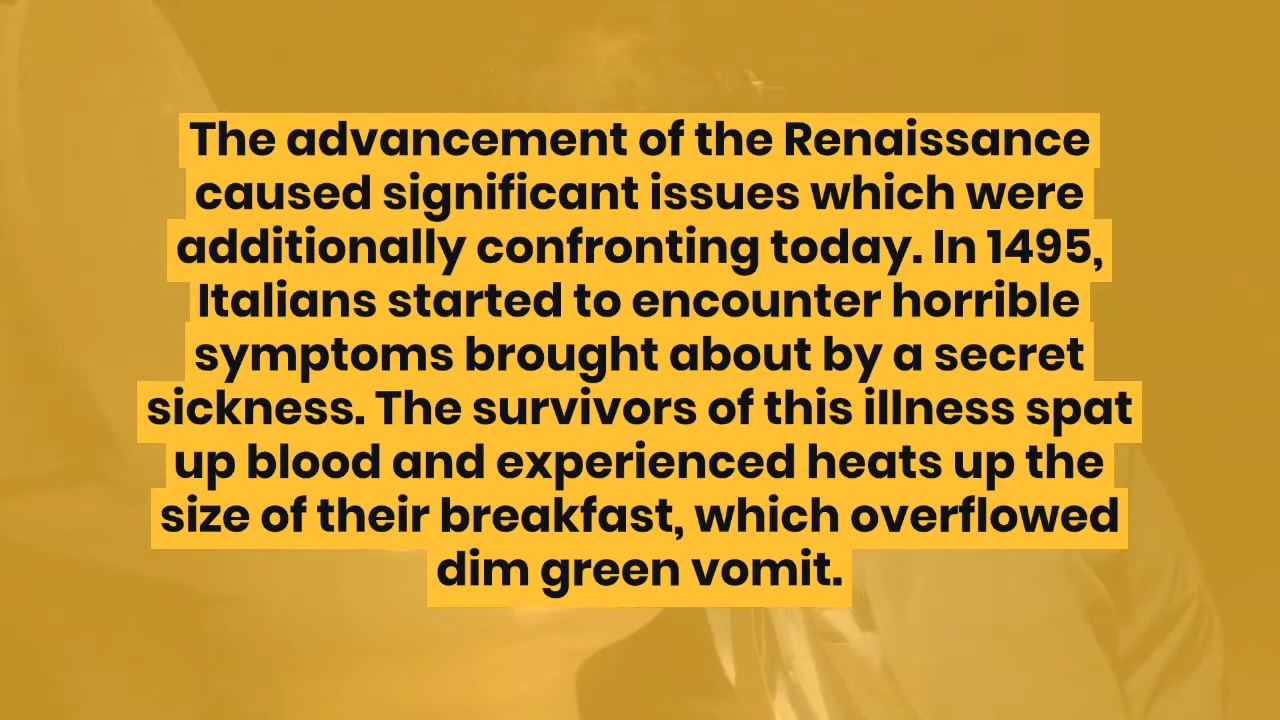 The advancement of the Renaissance
caused significant issues which were
additionally confronting today. In 1495,
Italians started to encounter horrible
symptoms brought about by a secret
sickness. The survivors of this illness spat
up blood and experienced heats up the
size of their breakfast, which overflowed
dim green vomit.